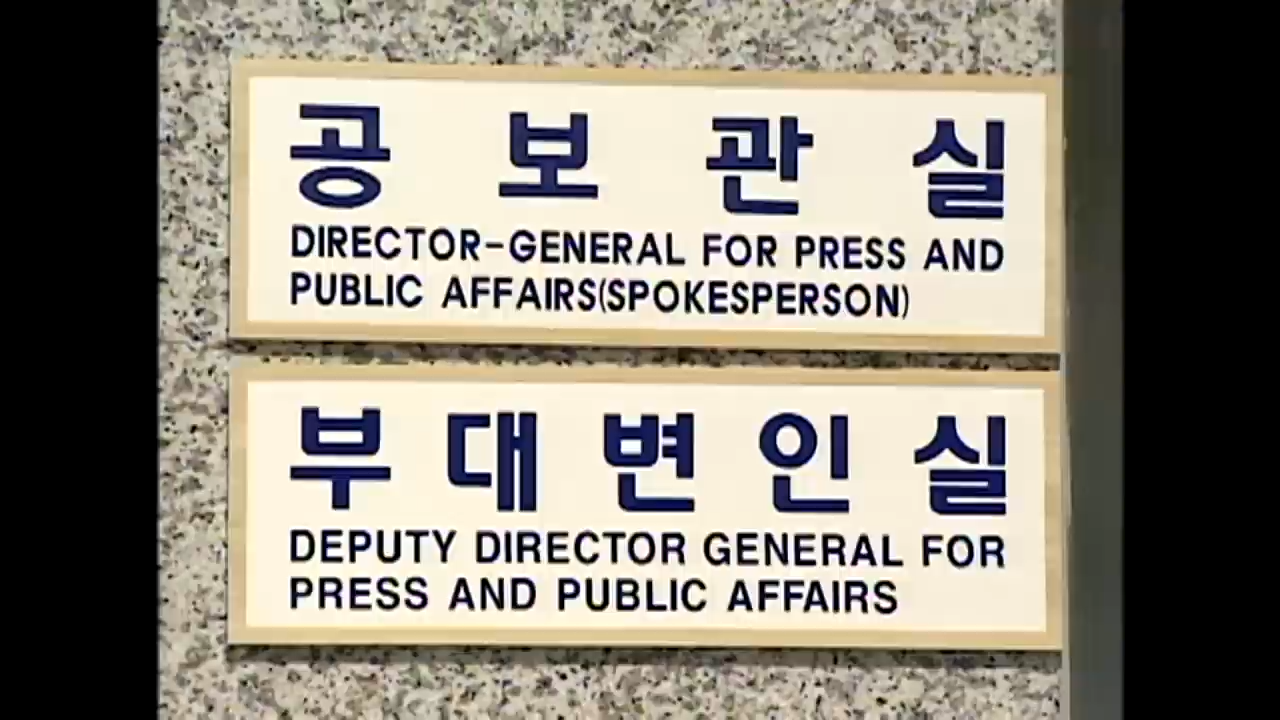 공보관실
DIRECTOR-GENERAL FOR PRESS AND
PUBLIC AFFAIRS(SPOKESPERSON)
부대변인실
DEPUTY DIRECTOR GENERAL FOR
PRESS AND PUBLIC AFFAIRS